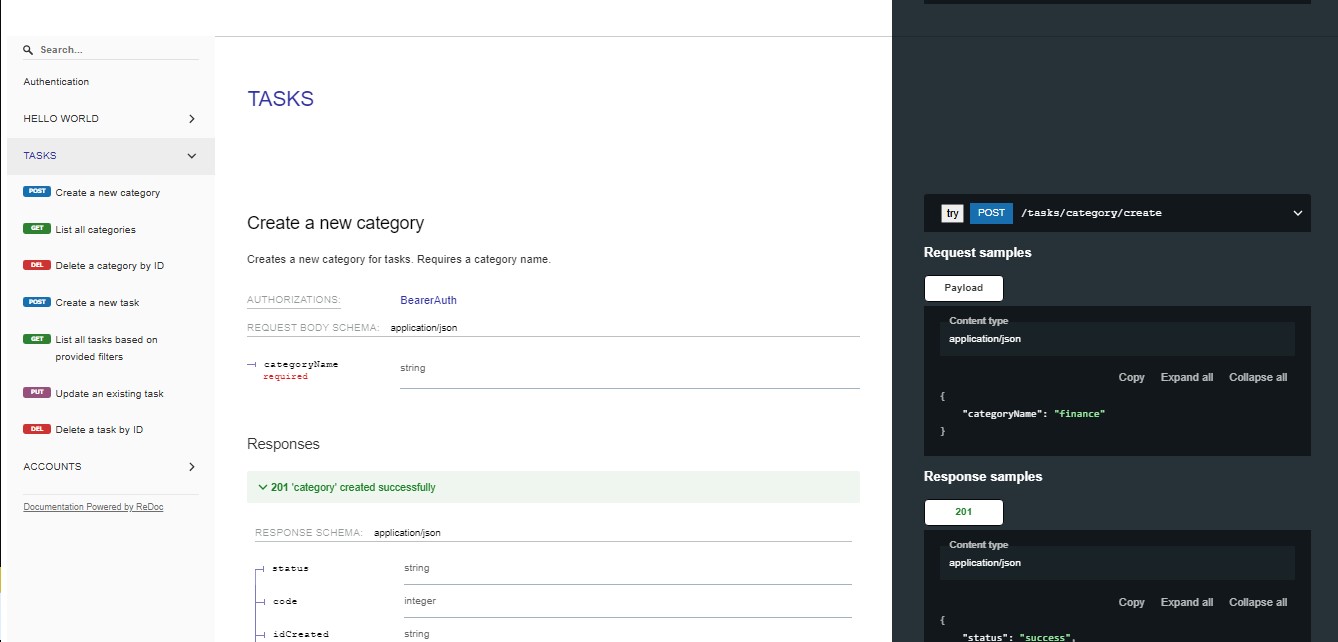 Search...
Authentication
HELLO WORLD
TASKS
POST Create a new category
GET List all categories
DEL Delete a category by ID
POST Create a new task
GET List all tasks based on
provided filters
PUT Update an existing task
DEL Delete a task by ID
ACCOUNTS
Documentation Powered by ReDoc
TASKS
Create a new category
Creates a new category for tasks. Requires a category name.
AUTHORIZATIONS: BearerAuth
REQUEST BODY SCHEMA: application/json
categoryName string
required
Responses
201 'category' created successfully
RESPONSE SCHEMA: application/json
status string
code integer
idCreated string
try POST /tasks/category/create
Request samples
Payload
Content type
application/json
Copy Expand all Collapse all
{
"categoryName": "finance"
}
Response samples
201
Content type
application/json
Copy Expand all Collapse all
{
"status": "success",